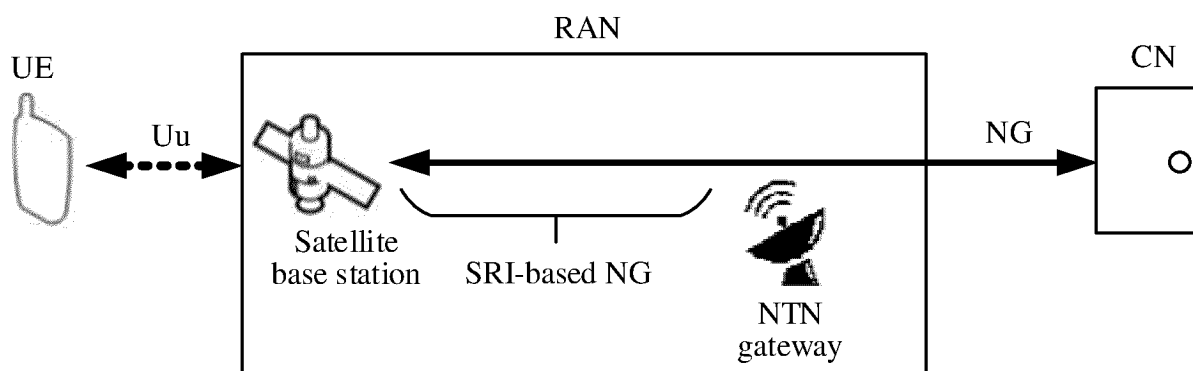 RAN
UE
CN
Uu
NG
Satellite
base station
SRI-based NG
NTN
gateway